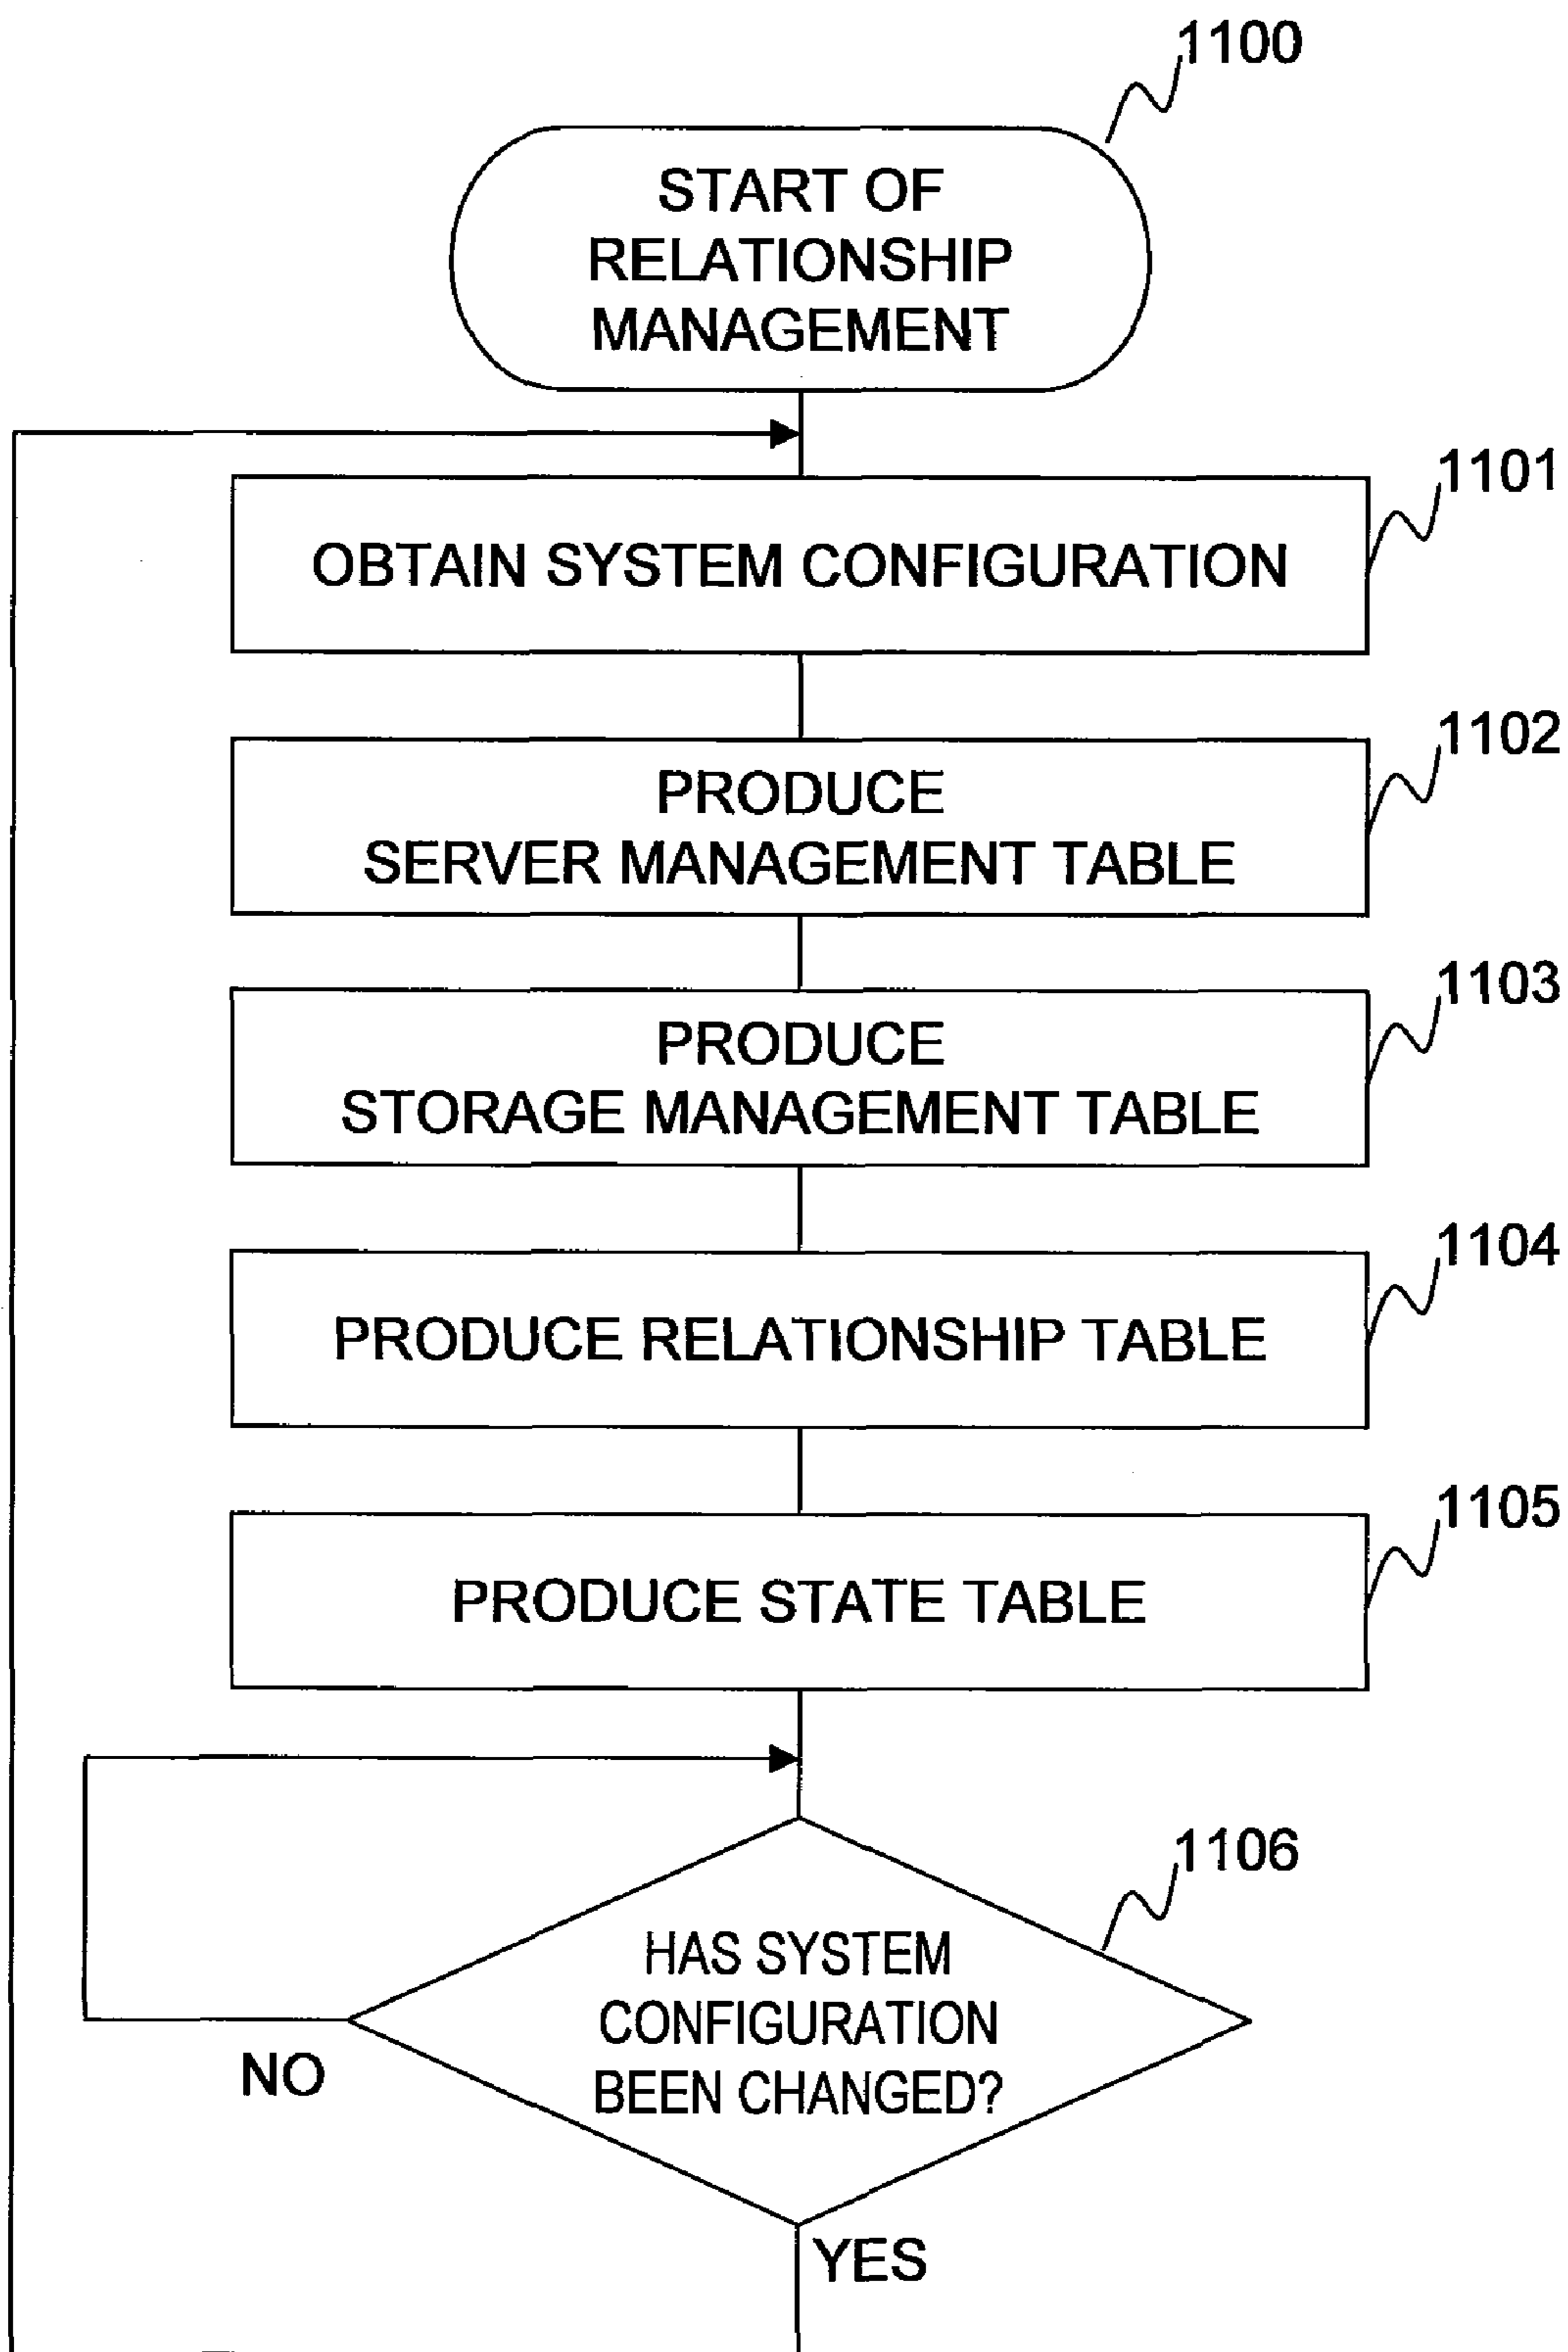 1100
START OF
RELATIONSHIP
MANAGEMENT
1101
OBTAIN SYSTEM CONFIGURATION
1102
PRODUCE
SERVER MANAGEMENT TABLE
1103
PRODUCE
STORAGE MANAGEMENT TABLE
1104
PRODUCE RELATIONSHIP TABLE
1105
PRODUCE STATE TABLE
1106
HAS SYSTEM
CONFIGURATION
BEEN CHANGED?
NO
YES